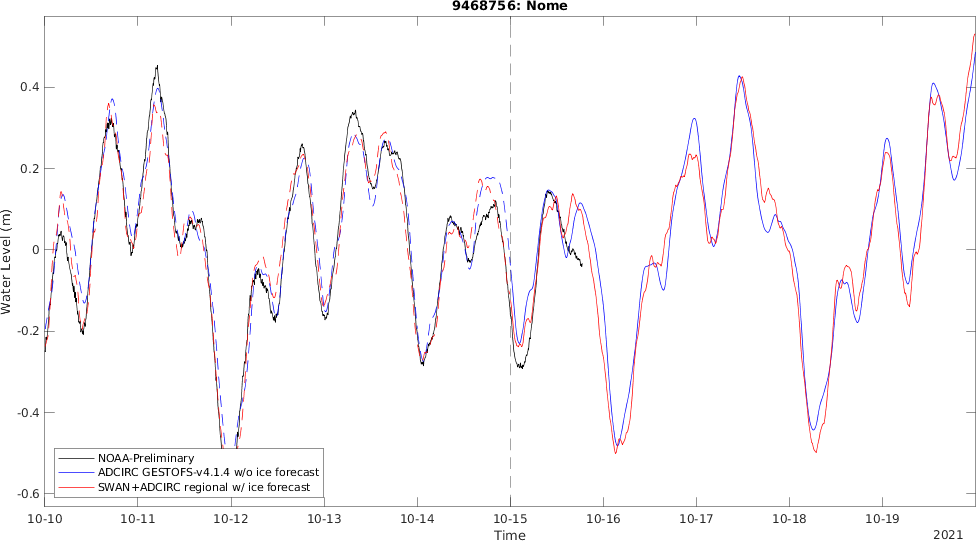 9468756: Nome
0.4
0.2
0
-0.2
-0.4
-0.6
Water Level (m)
NOAA-Preliminary
ADCIRC GESTOFS-v4.1.4 w/o ice forecast
SWAN+ADCIRC regional w/ ice forecast
10-10 10-11 10-12 10-13 10-14 10-15 10-16 10-17 10-18 10-19
Time
2021